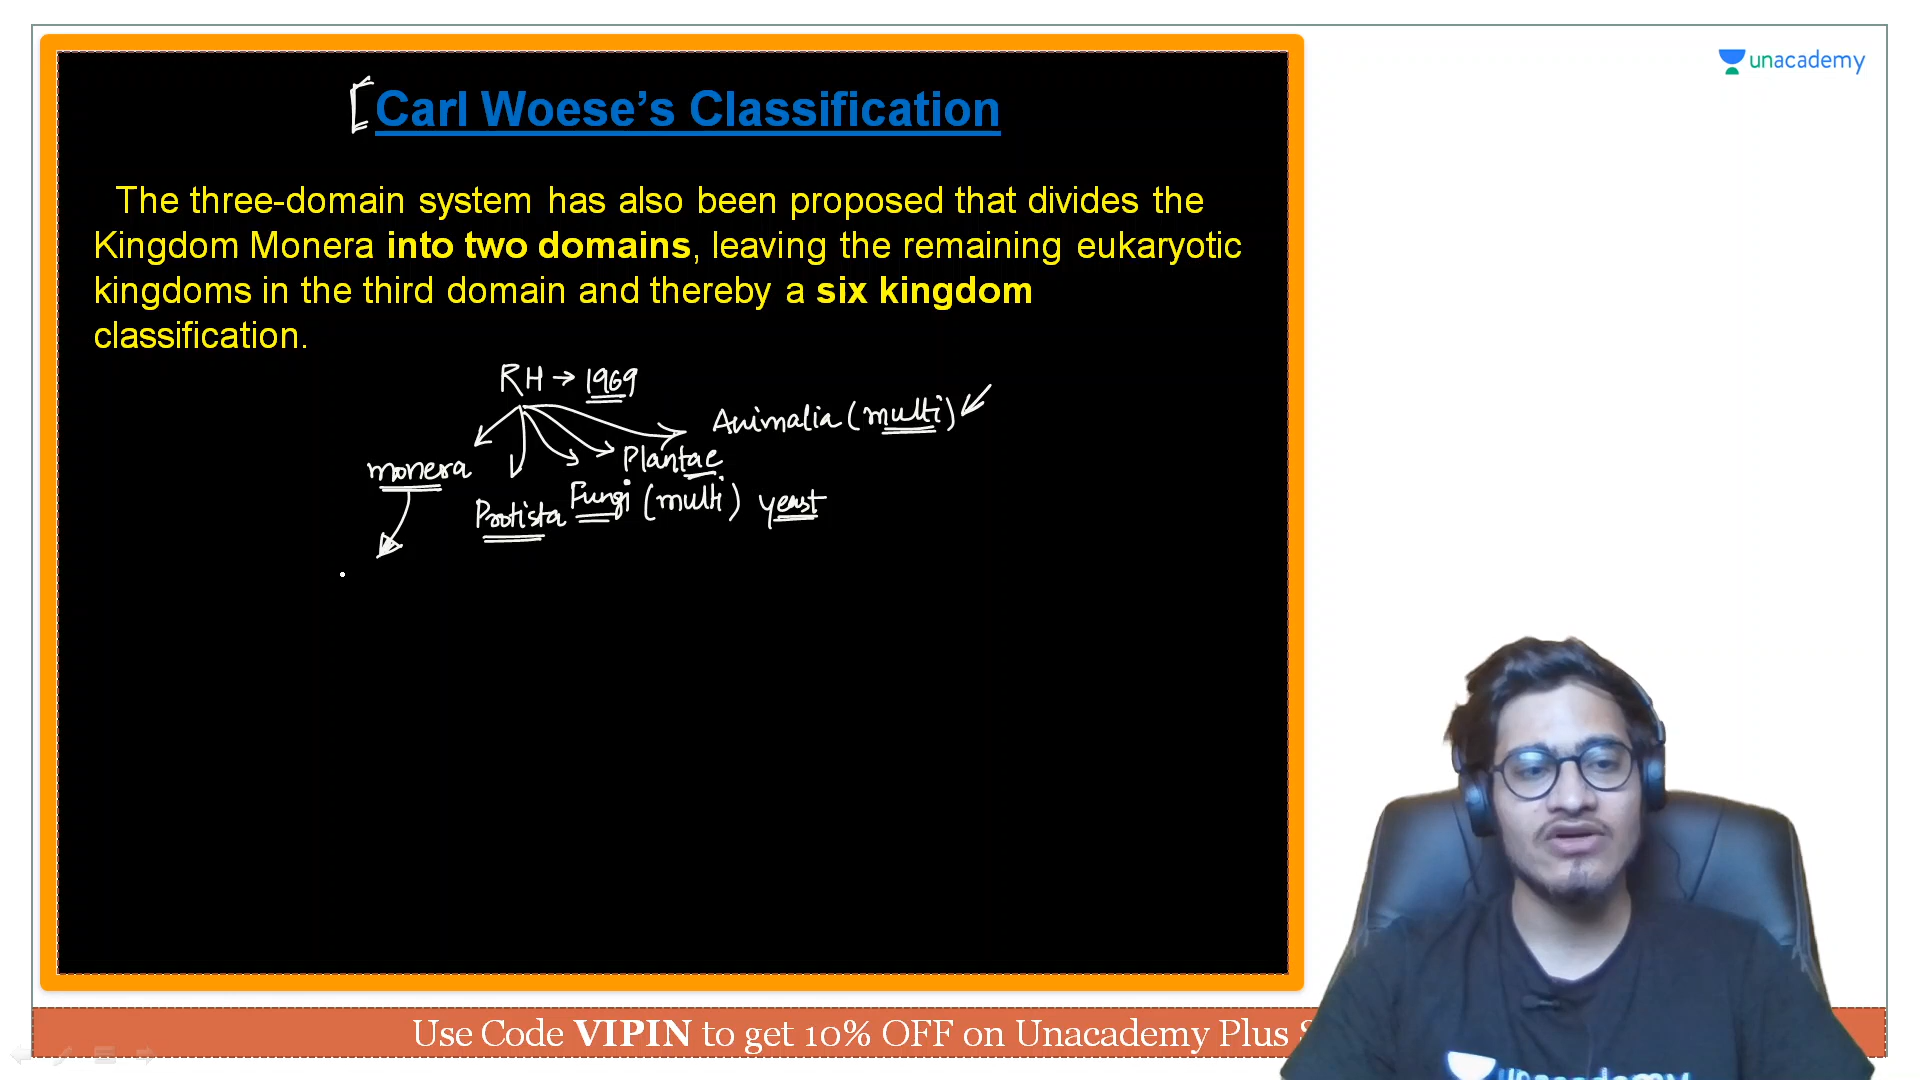 unacademy
Carl Woese’s Classification
The three-domain system has also been proposed that divides the
Kingdom Monera into two domains, leaving the remaining eukaryotic
kingdoms in the third domain and thereby a six kingdom
classification.
RH → 1969
Animalia (multi)
Plantae
monera
Fungi (multi) yeast
Protista
Use Code VIPIN to get 10% OFF on Unacademy Plus
unacademy